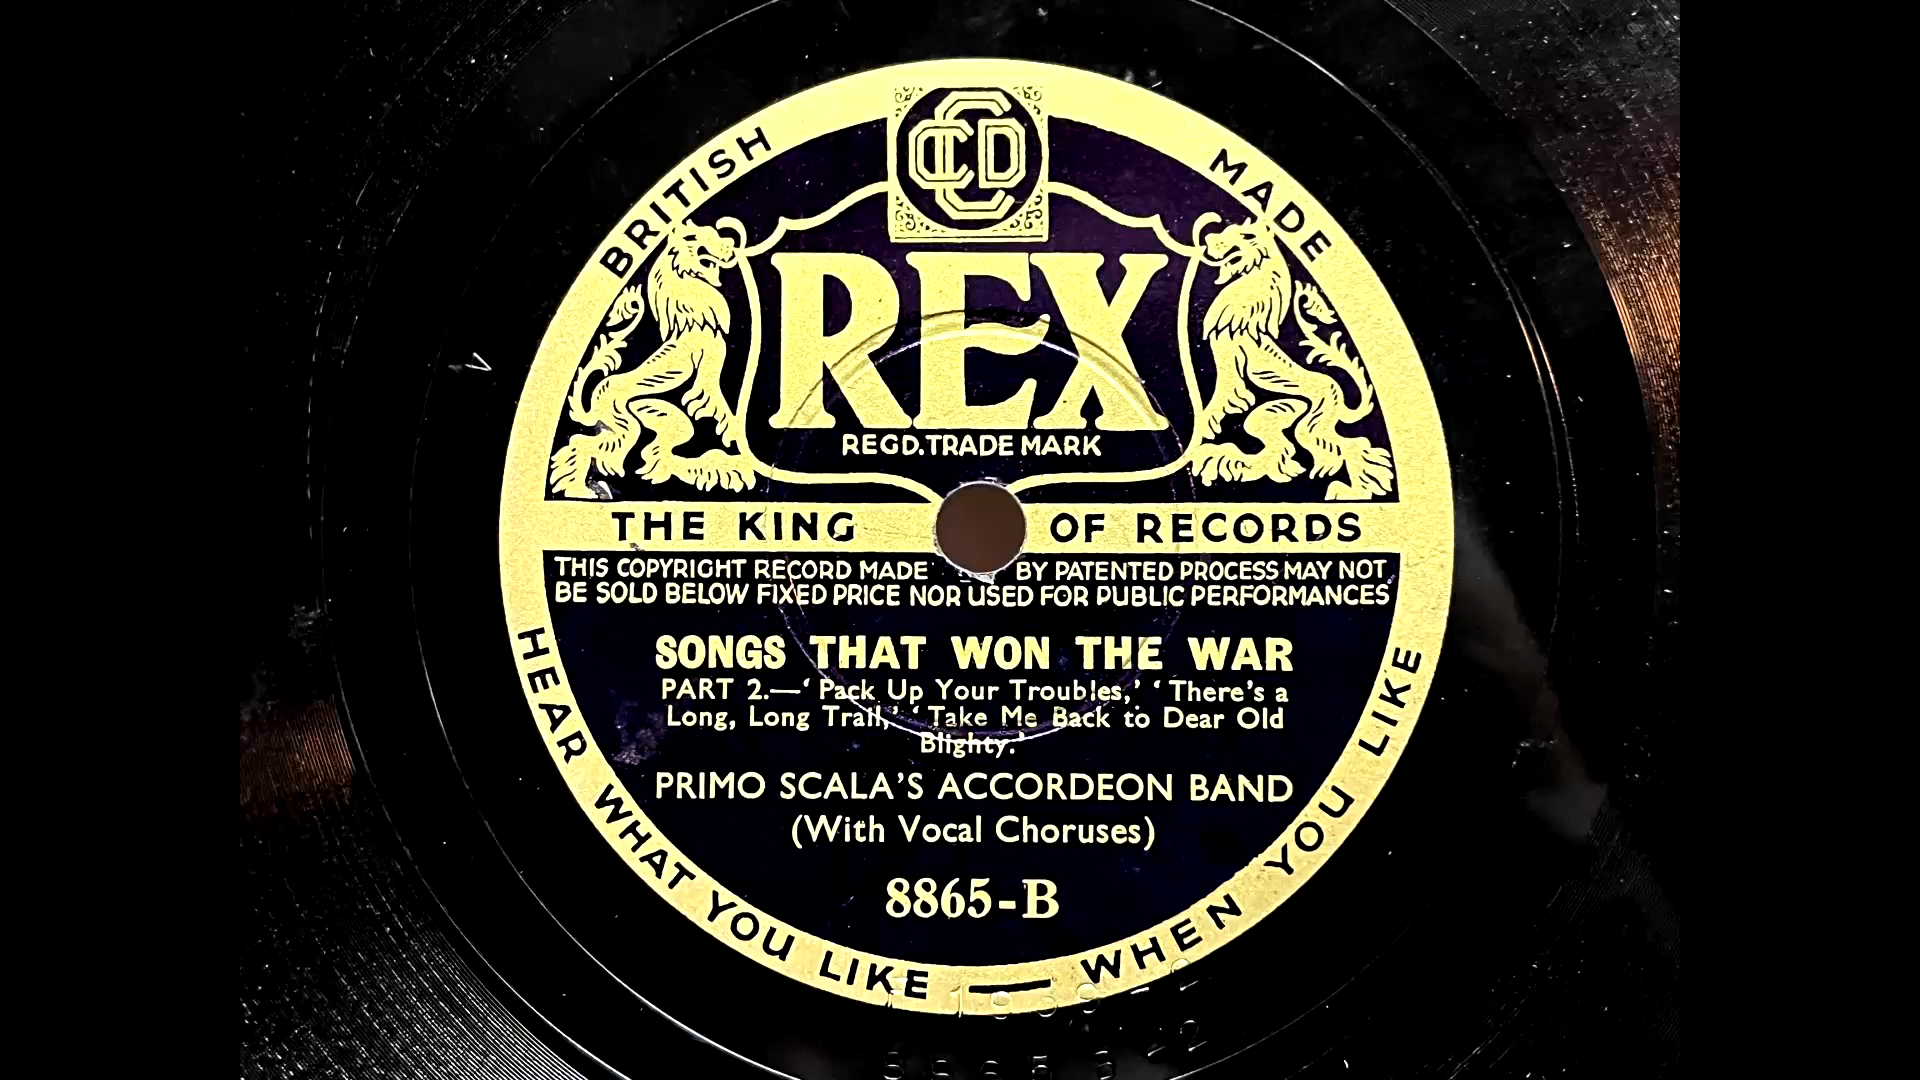 CCCD
BRITISH MADE
REX
REGD. TRADE MARK
THE KING OF RECORDS
THIS COPYRIGHT RECORD MADE BY PATENTED PROCESS MAY NOT
BE SOLD BELOW FIXED PRICE NOR USED FOR PUBLIC PERFORMANCES
SONGS THAT WON THE WAR
PART 2.—‘Pack Up Your Troubles,’ ‘There's a
Long, Long Trail,’ ‘Take Me Back to Dear Old
Blighty.’
PRIMO SCALA'S ACCORDEON BAND
(With Vocal Choruses)
8865-B
HEAR WHAT YOU LIKE — WHEN YOU LIKE